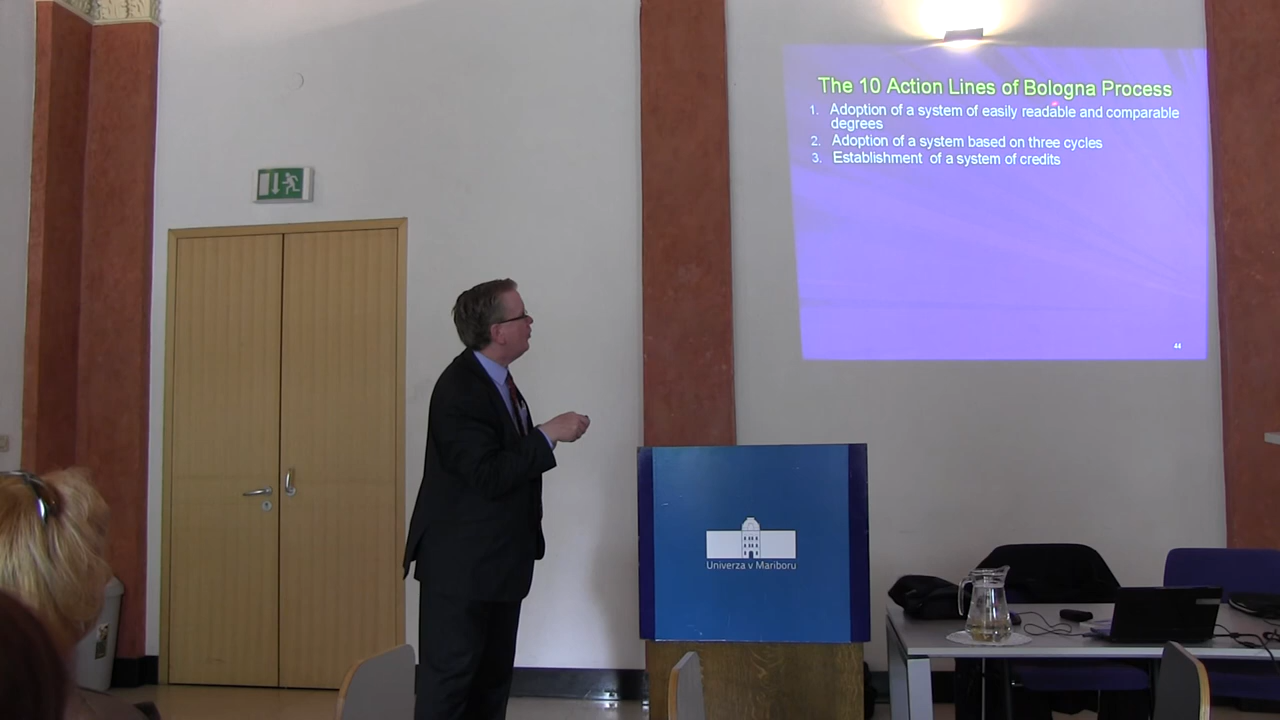 The 10 Action Lines of Bologna Process
1. Adoption of a system of easily readable and comparable
degrees
2. Adoption of a system based on three cycles
3. Establishment of a system of credits
44
Univerza v Mariboru